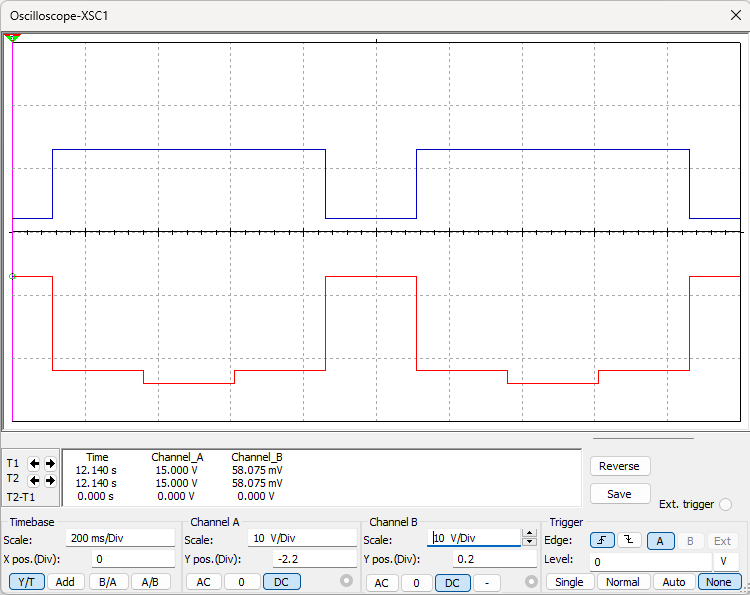 Oscilloscope-XSC1
T1
T2
T2-T1
Time Channel_A Channel_B
12.140 s 15.000 V 58.075 mV
12.140 s 15.000 V 58.075 mV
0.000 s 0.000 V 0.000 V
Reverse
Save
Ext. trigger
Timebase
Scale: 200 ms/Div
X pos.(Div): 0
Y/T Add B/A A/B
Channel A
Scale: 10 V/Div
Y pos.(Div): -2.2
AC 0 DC
Channel B
Scale: 10 V/Div
Y pos.(Div): 0.2
AC 0 DC -
Trigger
Edge: A B Ext
Level: 0 V
Single Normal Auto None